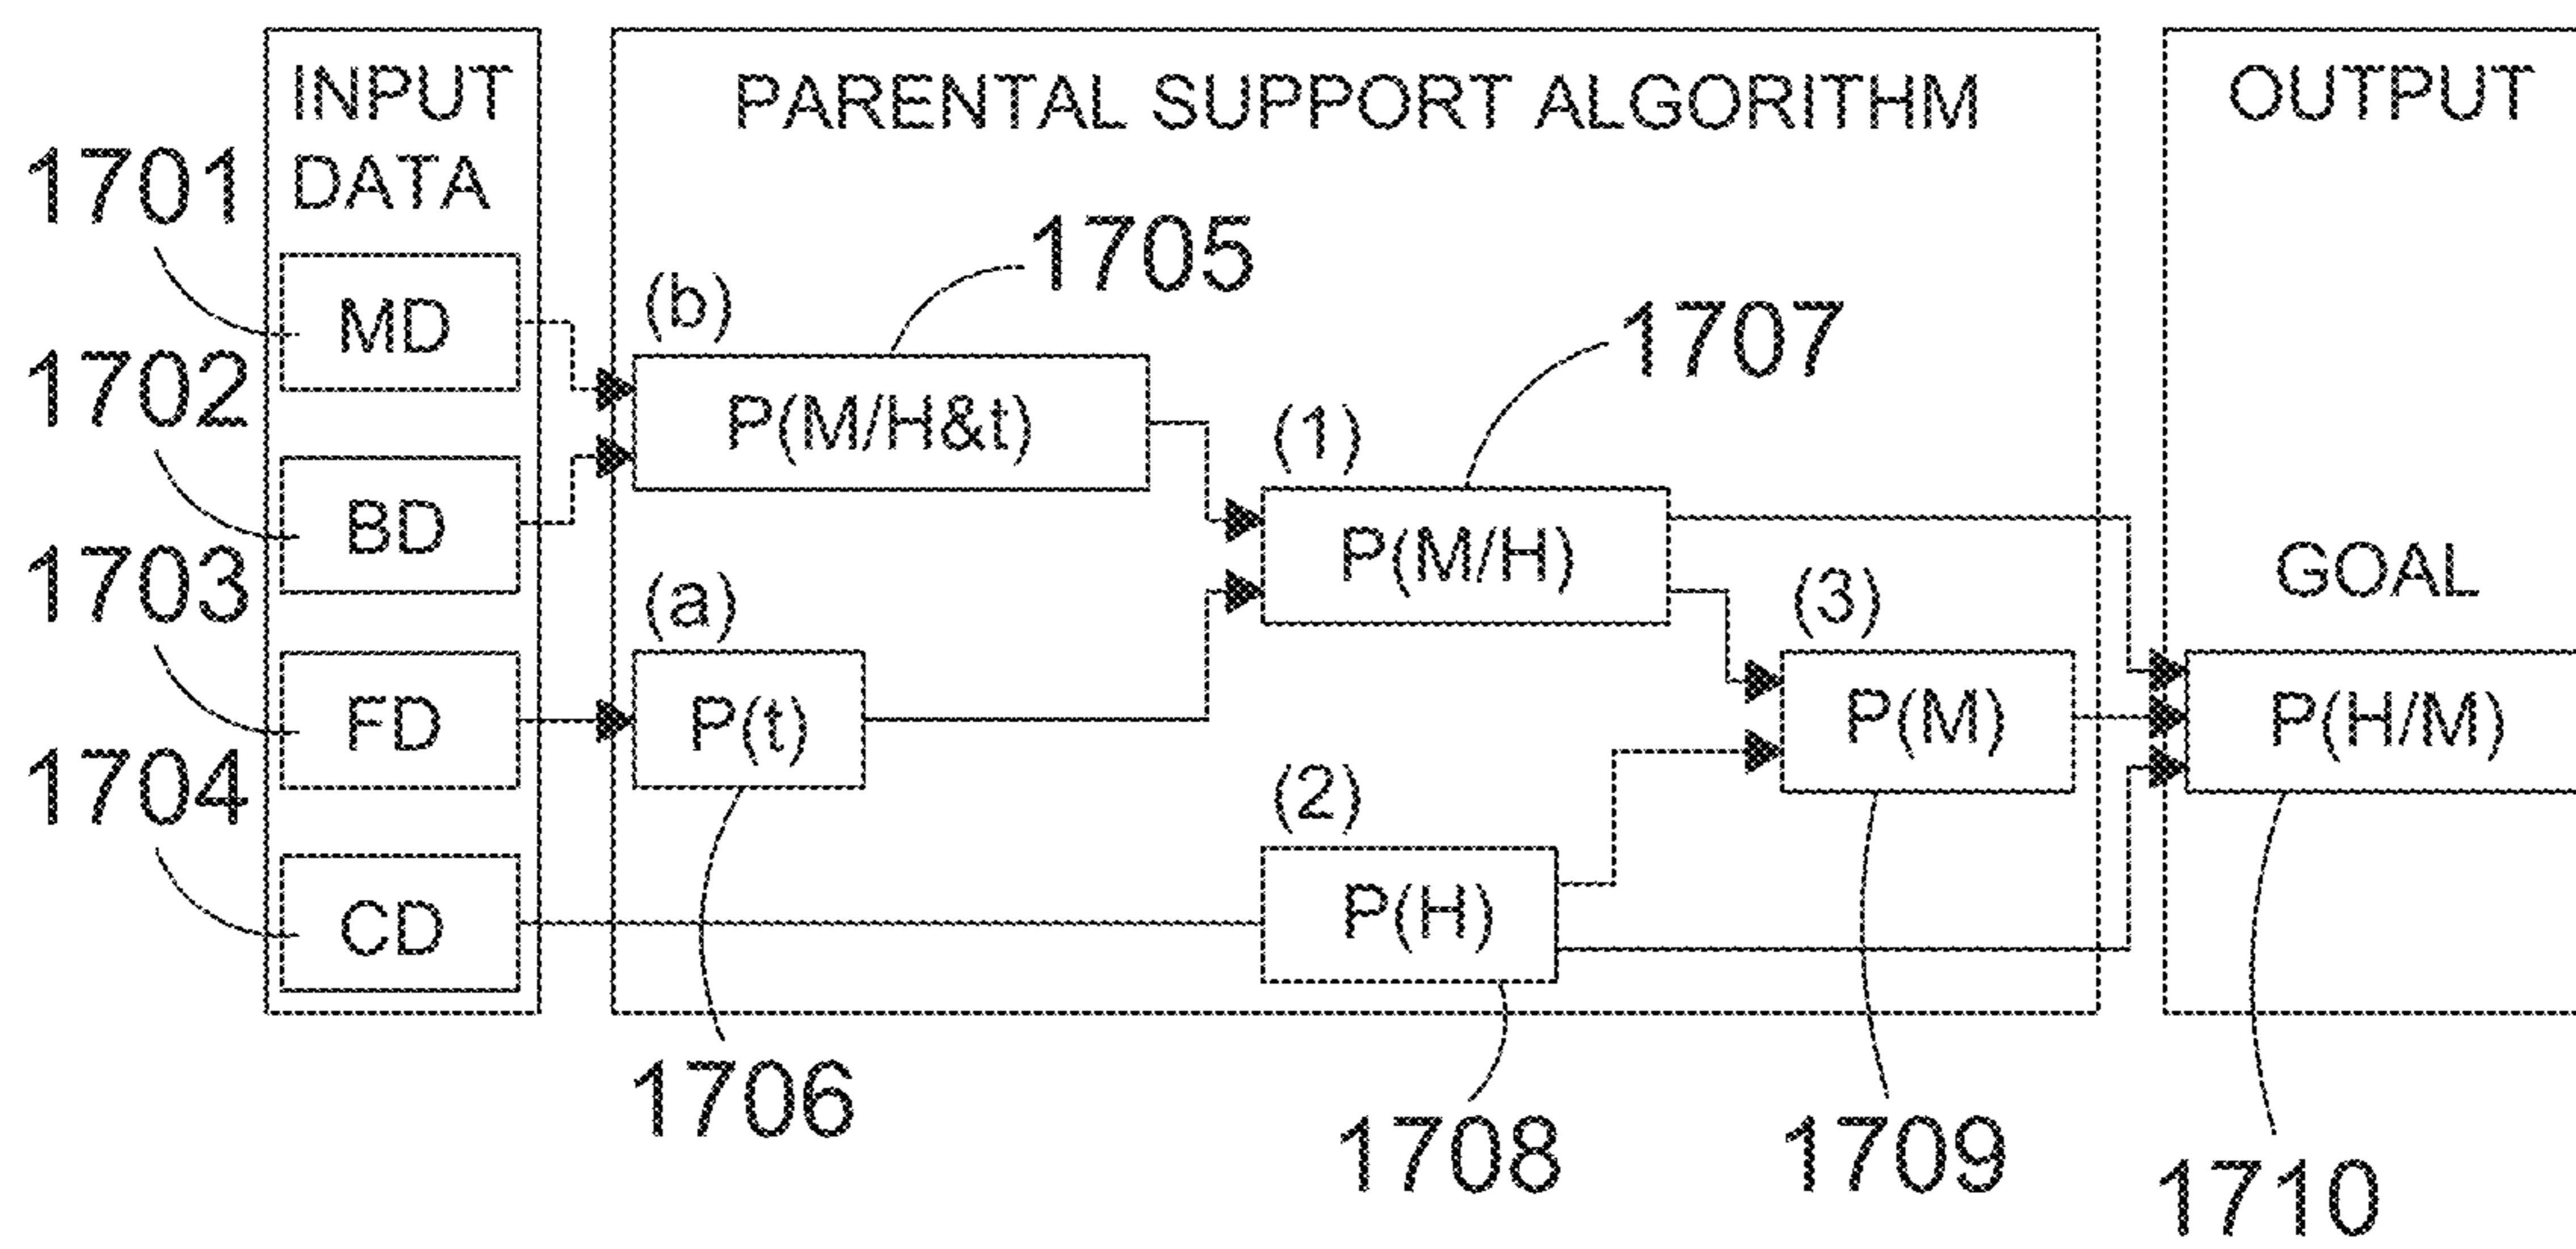 INPUT
DATA
PARENTAL SUPPORT ALGORITHM
OUTPUT
1701
MD
1702
BD
1703
FD
1704
CD
(b)
1705
P(M/H&t)
(a)
P(t)
1706
(1)
1707
P(M/H)
(2)
P(H)
1708
(3)
P(M)
1709
GOAL
P(H/M)
1710